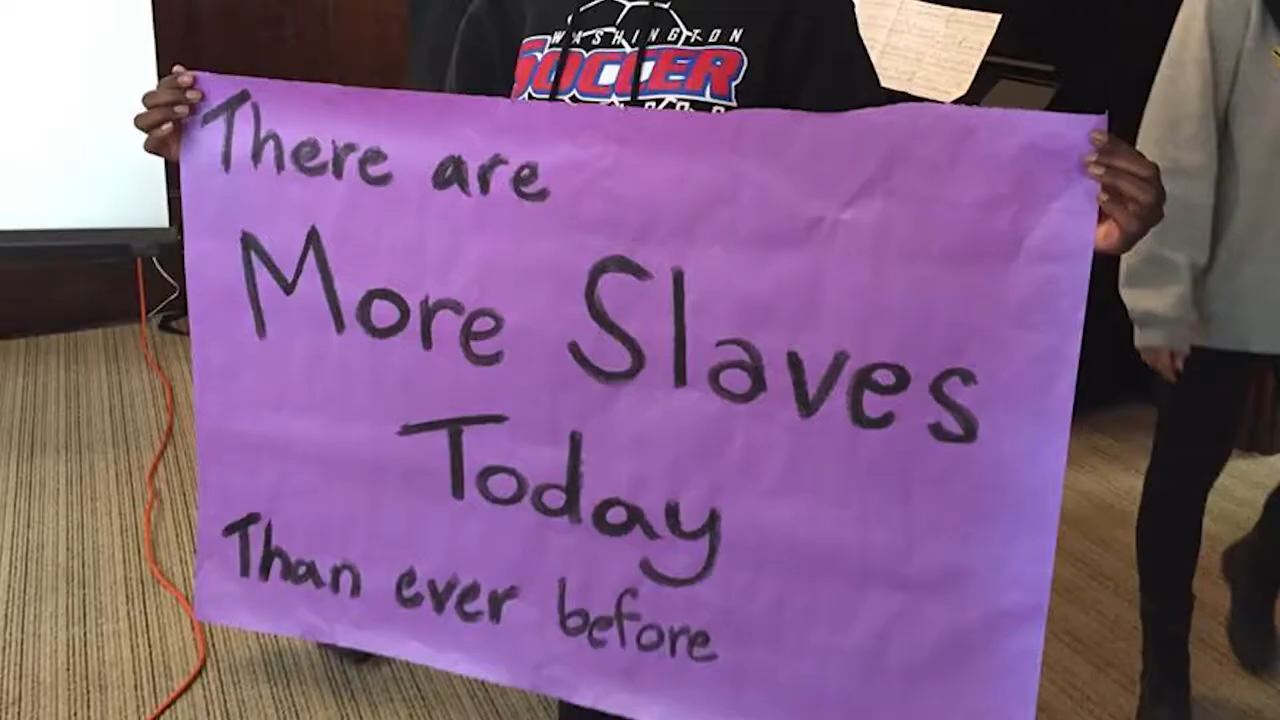 WASHINGTON
SOCCER
There are
More Slaves
Today
Than ever before